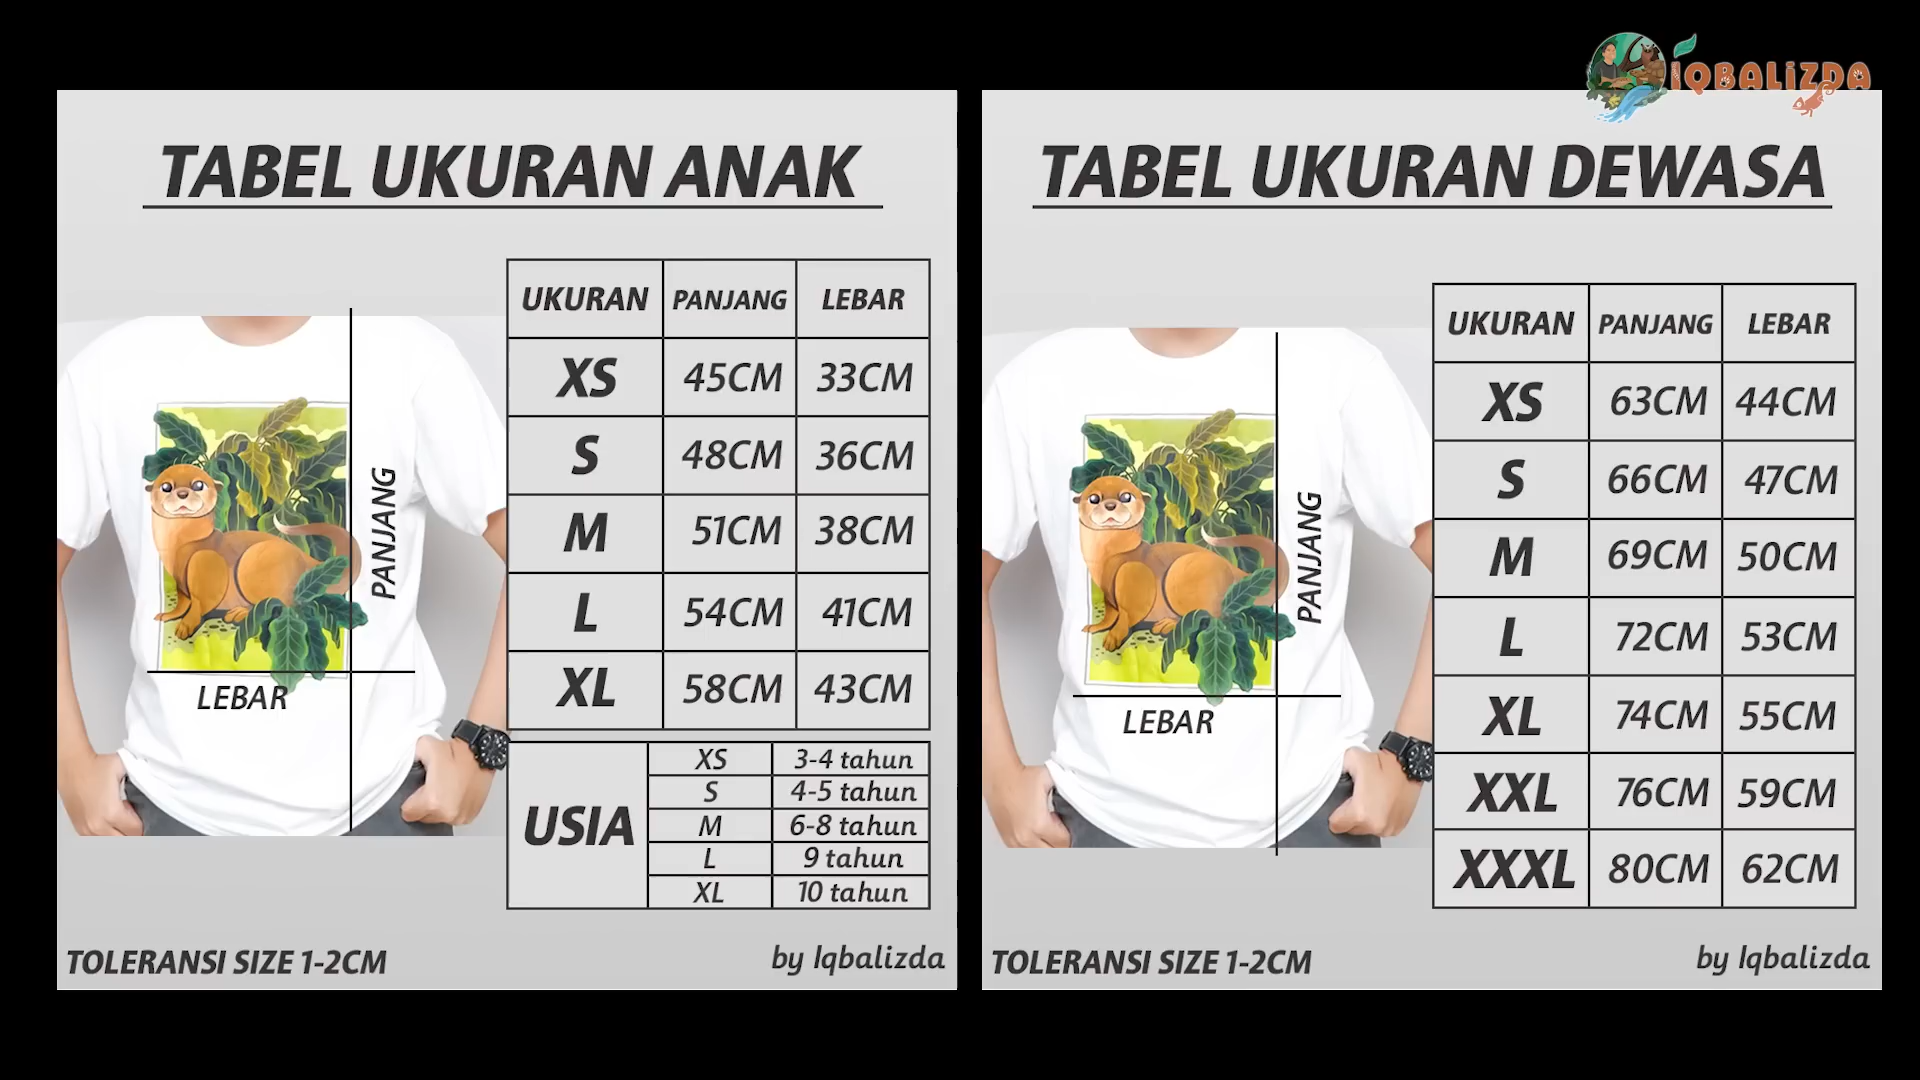 IQBALIZDA
TABEL UKURAN ANAK
UKURAN PANJANG LEBAR
XS 45CM 33CM
S 48CM 36CM
M 51CM 38CM
L 54CM 41CM
XL 58CM 43CM
PANJANG
LEBAR
USIA
XS 3-4 tahun
S 4-5 tahun
M 6-8 tahun
L 9 tahun
XL 10 tahun
TOLERANSI SIZE 1-2CM
by Iqbalizda
TABEL UKURAN DEWASA
UKURAN PANJANG LEBAR
XS 63CM 44CM
S 66CM 47CM
M 69CM 50CM
L 72CM 53CM
XL 74CM 55CM
XXL 76CM 59CM
XXXL 80CM 62CM
PANJANG
LEBAR
TOLERANSI SIZE 1-2CM
by Iqbalizda